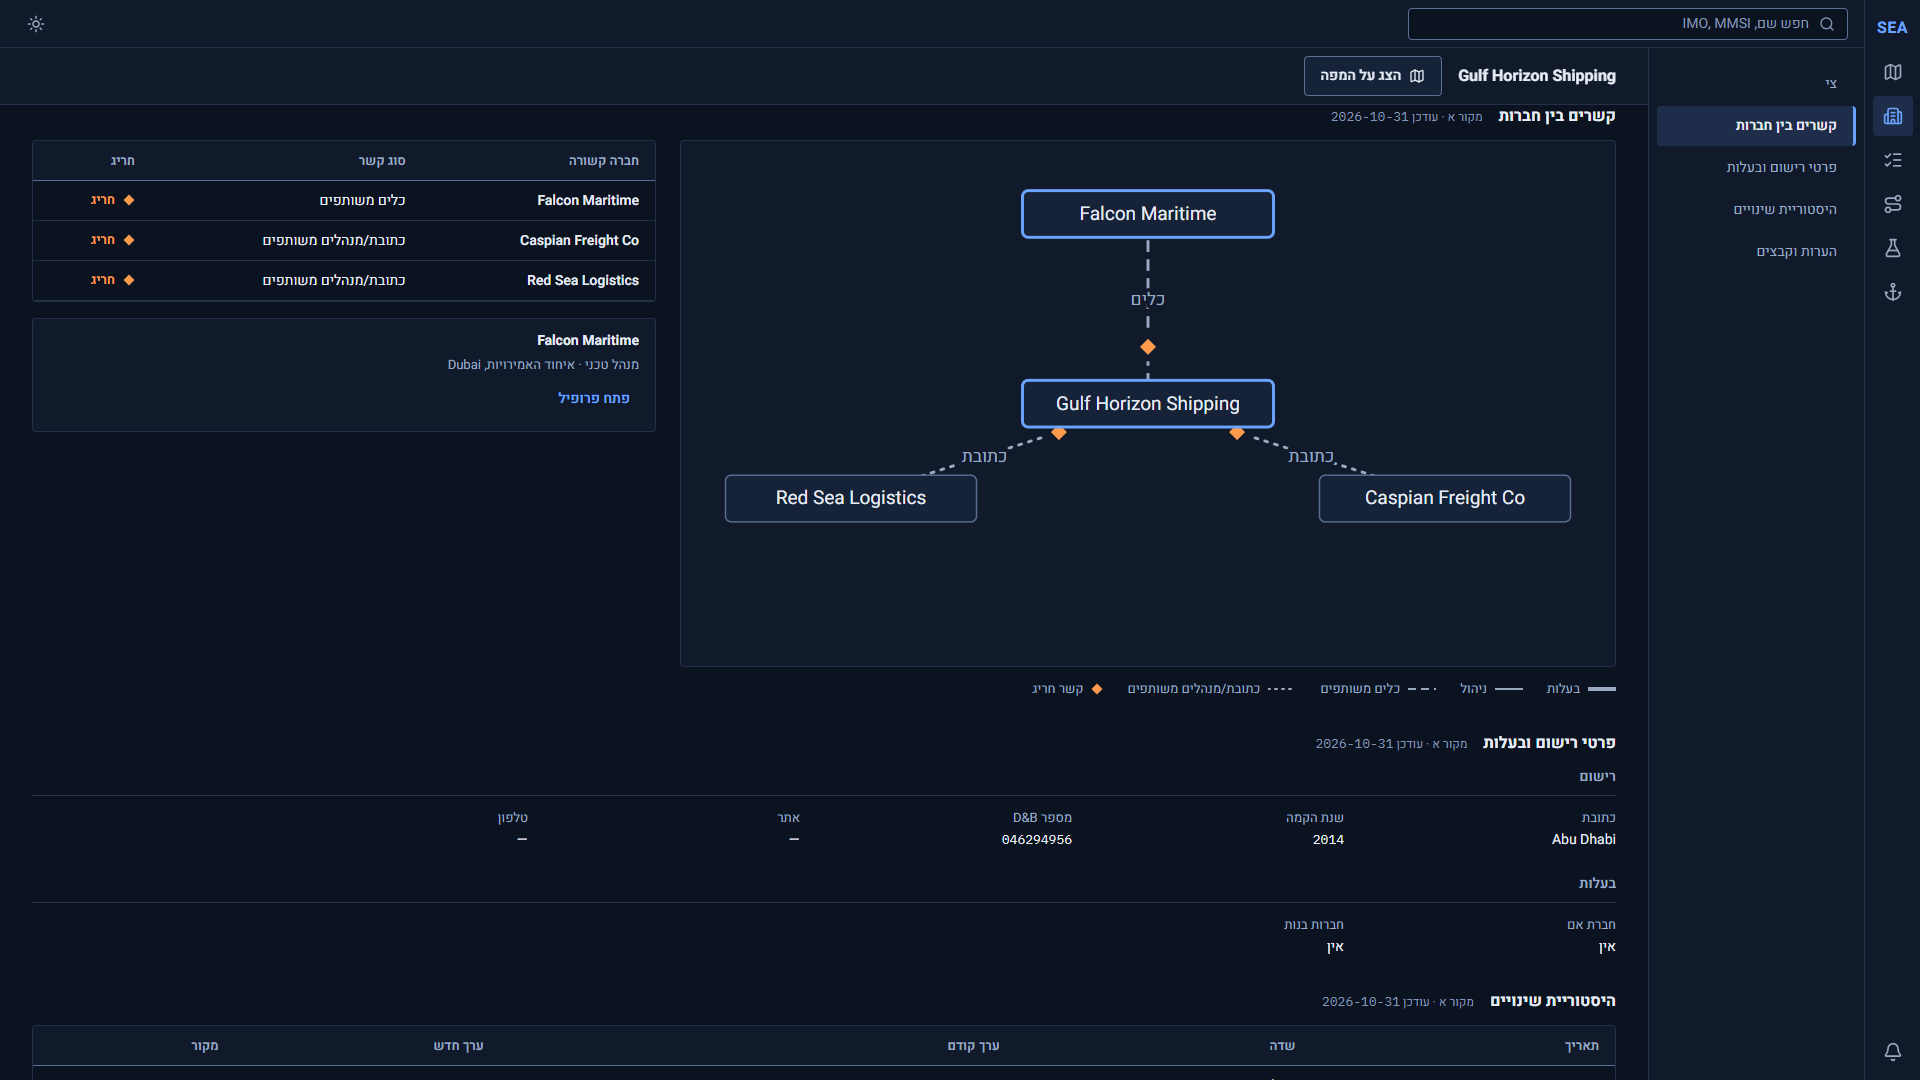 SEA
חפש שם, IMO, MMSI
Gulf Horizon Shipping
הצג על המפה
צי
קשרים בין חברות
פרטי רישום ובעלות
היסטוריית שינויים
הערות וקבצים
קשרים בין חברות מקור א · עודכן 2026-10-31
Falcon Maritime
כלים
Gulf Horizon Shipping
כתובת
כתובת
Caspian Freight Co
Red Sea Logistics
בעלות
ניהול
כלים משותפים
כתובת/מנהלים משותפים
קשר חריג
חברה קשורה סוג קשר חריג
Falcon Maritime כלים משותפים חריג
Caspian Freight Co כתובת/מנהלים משותפים חריג
Red Sea Logistics כתובת/מנהלים משותפים חריג
Falcon Maritime
מנהל טכני · איחוד האמירויות, Dubai
פתח פרופיל
פרטי רישום ובעלות מקור א · עודכן 2026-10-31
רישום
כתובת שנת הקמה מספר D&B אתר טלפון
Abu Dhabi 2014 046294956 — —
בעלות
חברת אם חברות בנות
אין אין
היסטוריית שינויים מקור א · עודכן 2026-10-31
תאריך שדה ערך קודם ערך חדש מקור